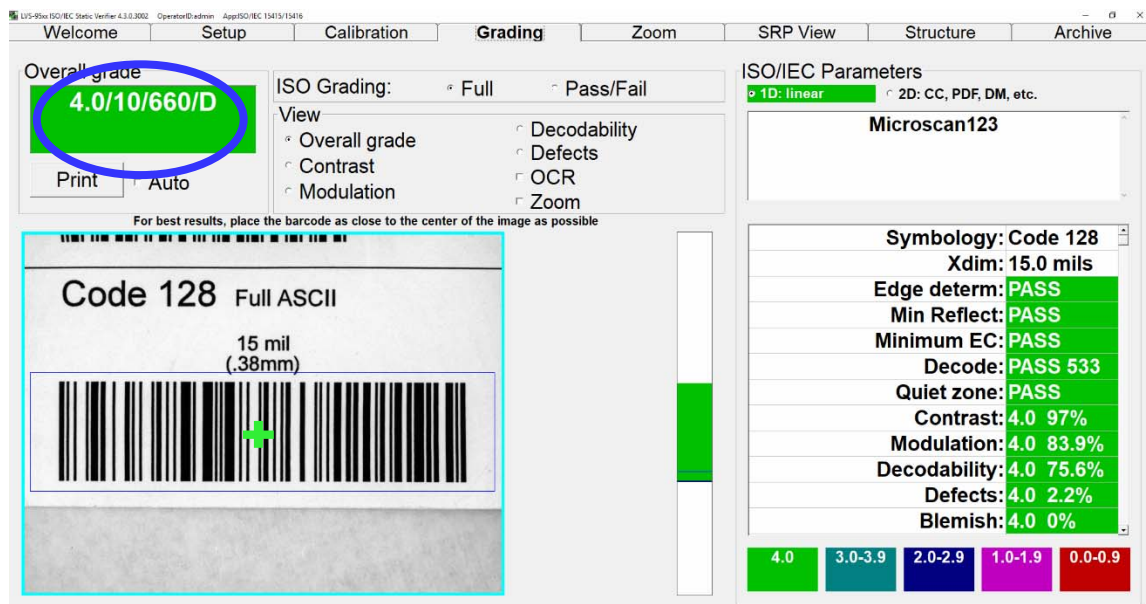 LVS-95xx ISO/IEC Static Verifier 4.3.0.3002 OperatorID:admin App:ISO/IEC 15415/15416
Welcome Setup Calibration Grading Zoom SRP View Structure Archive
Overall grade
4.0/10/660/D
Print
Auto
ISO Grading: Full Pass/Fail
View
Overall grade
Contrast
Modulation
Decodability
Defects
OCR
Zoom
For best results, place the barcode as close to the center of the image as possible
Code 128 Full ASCII
15 mil
(.38mm)
ISO/IEC Parameters
1D: linear 2D: CC, PDF, DM, etc.
Microscan123
Symbology: Code 128
Xdim: 15.0 mils
Edge determ: PASS
Min Reflect: PASS
Minimum EC: PASS
Decode: PASS 533
Quiet zone: PASS
Contrast: 4.0 97%
Modulation: 4.0 83.9%
Decodability: 4.0 75.6%
Defects: 4.0 2.2%
Blemish: 4.0 0%
4.0 3.0-3.9 2.0-2.9 1.0-1.9 0.0-0.9